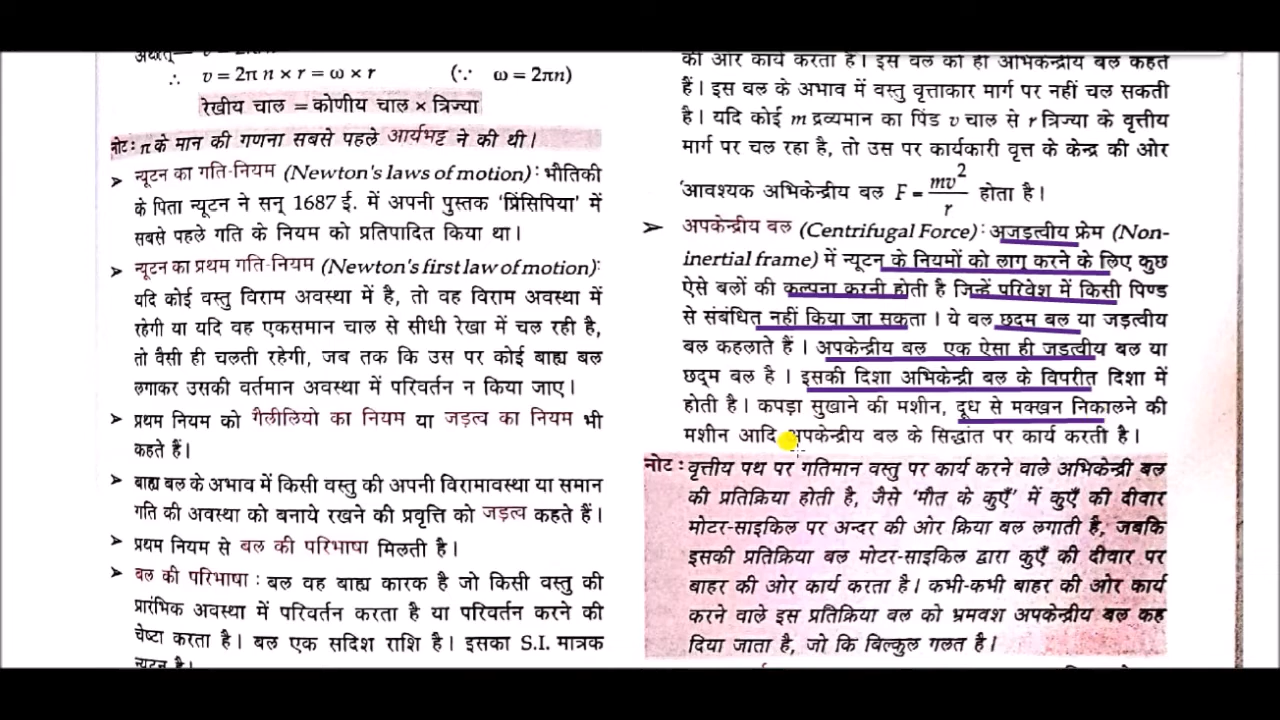 ∴ v = 2π n × r = ω × r (∵ ω = 2πn)
रेखीय चाल = कोणीय चाल × त्रिज्या
नोट: π के मान की गणना सबसे पहले आर्यभट्ट ने की थी।
➤ न्यूटन का गति-नियम (Newton's laws of motion) : भौतिकी
के पिता न्यूटन ने सन् 1687 ई. में अपनी पुस्तक 'प्रिंसिपिया' में
सबसे पहले गति के नियम को प्रतिपादित किया था।
➤ न्यूटन का प्रथम गति-नियम (Newton's first law of motion):
यदि कोई वस्तु विराम अवस्था में है, तो वह विराम अवस्था में
रहेगी या यदि वह एकसमान चाल से सीधी रेखा में चल रही है,
तो वैसी ही चलती रहेगी, जब तक कि उस पर कोई बाह्य बल
लगाकर उसकी वर्तमान अवस्था में परिवर्तन न किया जाए।
➤ प्रथम नियम को गैलीलियो का नियम या जड़त्व का नियम भी
कहते हैं।
➤ बाह्य बल के अभाव में किसी वस्तु की अपनी विरामावस्था या समान
गति की अवस्था को बनाये रखने की प्रवृत्ति को जड़त्व कहते हैं।
➤ प्रथम नियम से बल की परिभाषा मिलती है।
➤ बल की परिभाषा : बल वह बाह्य कारक है जो किसी वस्तु की
प्रारंभिक अवस्था में परिवर्तन करता है या परिवर्तन करने की
चेष्टा करता है। बल एक सदिश राशि है। इसका S.I. मात्रक
न्यूटन है।
की ओर कार्य करता है। इस बल को ही अभिकेन्द्रीय बल कहते
हैं। इस बल के अभाव में वस्तु वृत्ताकार मार्ग पर नहीं चल सकती
है। यदि कोई m द्रव्यमान का पिंड v चाल से r त्रिज्या के वृत्तीय
मार्ग पर चल रहा है, तो उस पर कार्यकारी वृत्त के केन्द्र की ओर
आवश्यक अभिकेन्द्रीय बल F = mv²/r होता है।
➤ अपकेन्द्रीय बल (Centrifugal Force) : अजड़त्वीय फ्रेम (Non-
inertial frame) में न्यूटन के नियमों को लागू करने के लिए कुछ
ऐसे बलों की कल्पना करनी होती है जिन्हें परिवेश में किसी पिण्ड
से संबंधित नहीं किया जा सकता। ये बल छद्म बल या जड़त्वीय
बल कहलाते हैं। अपकेन्द्रीय बल एक ऐसा ही जड़त्वीय बल या
छद्म बल है। इसकी दिशा अभिकेन्द्री बल के विपरीत दिशा में
होती है। कपड़ा सुखाने की मशीन, दूध से मक्खन निकालने की
मशीन आदि अपकेन्द्रीय बल के सिद्धांत पर कार्य करती है।
नोट: वृत्तीय पथ पर गतिमान वस्तु पर कार्य करने वाले अभिकेन्द्री बल
की प्रतिक्रिया होती है, जैसे 'मौत के कुएँ' में कुएँ की दीवार
मोटर-साइकिल पर अन्दर की ओर क्रिया बल लगाती है, जबकि
इसकी प्रतिक्रिया बल मोटर-साइकिल द्वारा कुएँ की दीवार पर
बाहर की ओर कार्य करता है। कभी-कभी बाहर की ओर कार्य
करने वाले इस प्रतिक्रिया बल को भ्रमवश अपकेन्द्रीय बल कह
दिया जाता है, जो कि बिल्कुल गलत है।